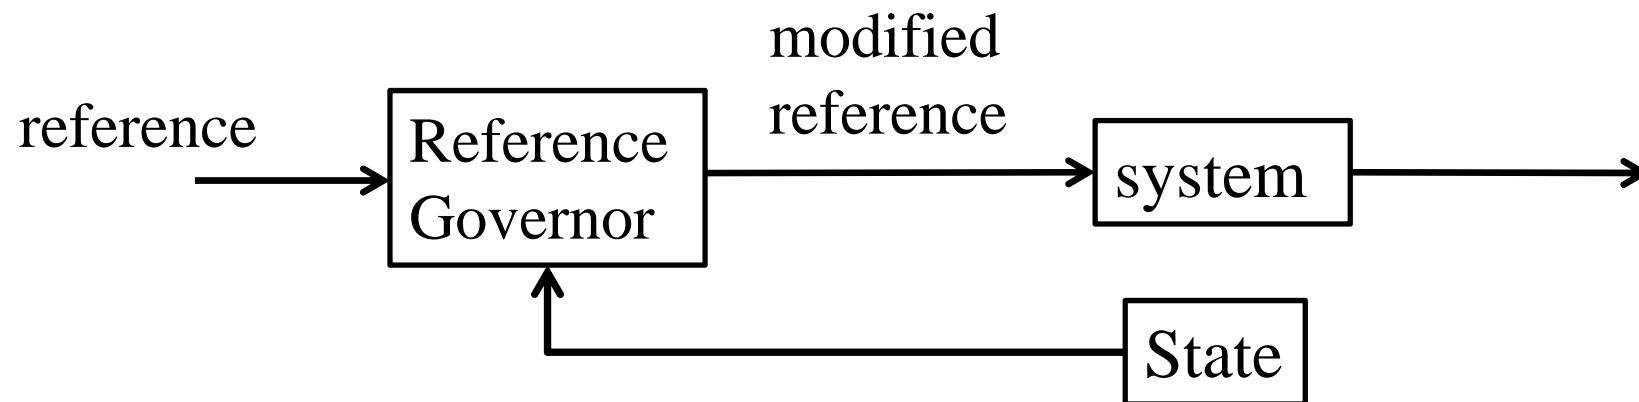 reference
Reference
Governor
modified
reference
system
State